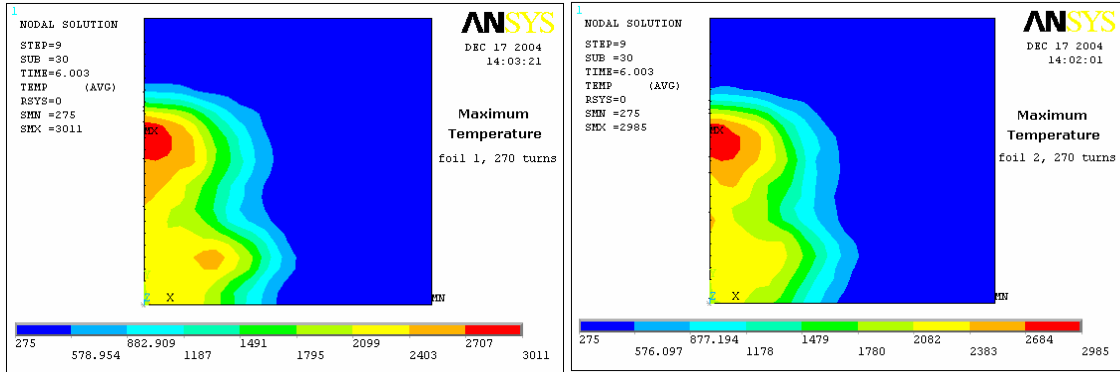 1
NODAL SOLUTION
STEP=9
SUB =30
TIME=6.003
TEMP (AVG)
RSYS=0
SMN =275
SMX =3011
ANSYS
DEC 17 2004
14:03:21
Maximum
Temperature
foil 1, 270 turns
MX
Z X
MN
275 882.909 1491 2099 2707
578.954 1187 1795 2403 3011
1
NODAL SOLUTION
STEP=9
SUB =30
TIME=6.003
TEMP (AVG)
RSYS=0
SMN =275
SMX =2985
ANSYS
DEC 17 2004
14:02:01
Maximum
Temperature
foil 2, 270 turns
MX
Z X
MN
275 877.194 1479 2082 2684
576.097 1178 1780 2383 2985